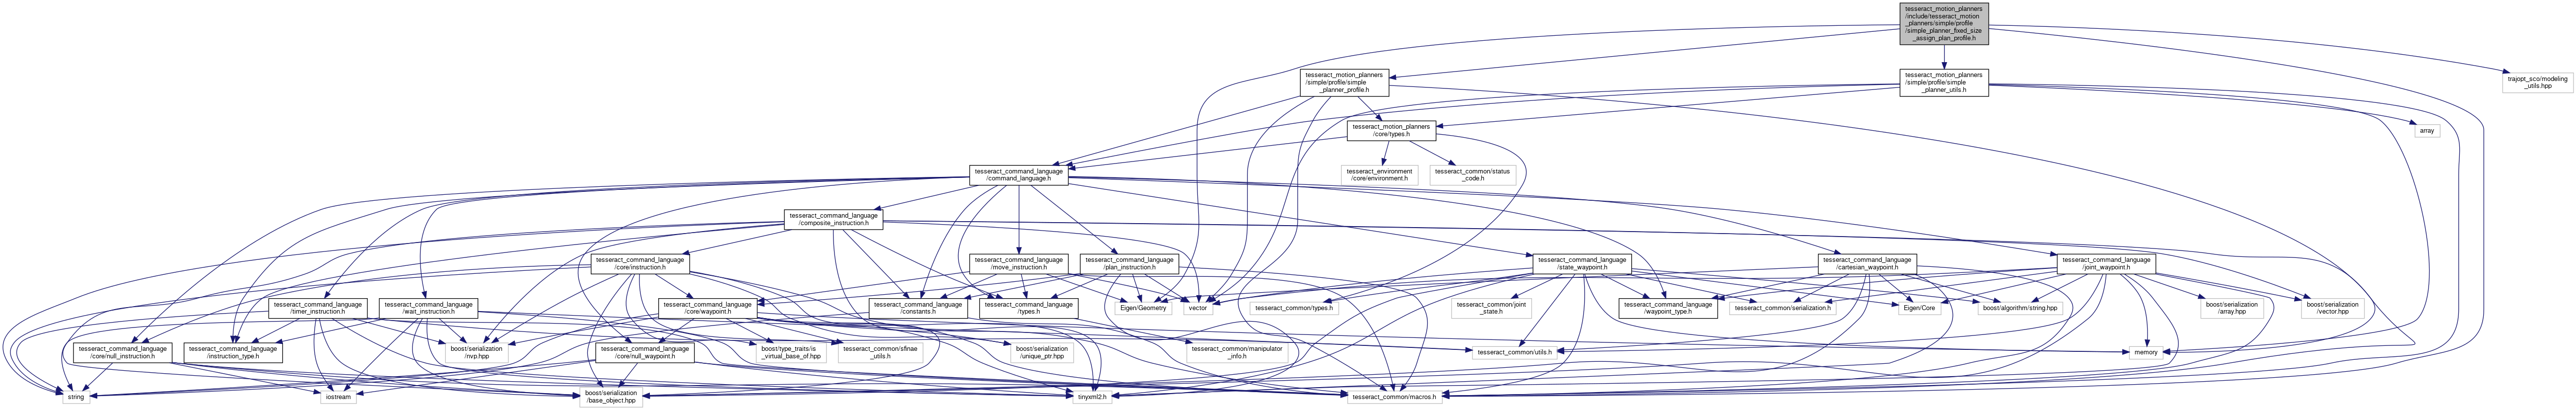 tesseract_motion_planners
/include/tesseract_motion
_planners/simple/profile
/simple_planner_fixed_size
_assign_plan_profile.h
tesseract_motion_planners
/simple/profile/simple
_planner_profile.h
tesseract_motion_planners
/simple/profile/simple
_planner_utils.h
trajopt_sco/modeling
_utils.hpp
tesseract_motion_planners
/core/types.h
array
tesseract_command_language
/command_language.h
tesseract_environment
/core/environment.h
tesseract_common/status
_code.h
tesseract_command_language
/composite_instruction.h
tesseract_command_language
/core/instruction.h
tesseract_command_language
/move_instruction.h
tesseract_command_language
/plan_instruction.h
tesseract_command_language
/state_waypoint.h
tesseract_command_language
/cartesian_waypoint.h
tesseract_command_language
/joint_waypoint.h
tesseract_command_language
/timer_instruction.h
tesseract_command_language
/wait_instruction.h
tesseract_command_language
/core/waypoint.h
tesseract_command_language
/constants.h
tesseract_command_language
/types.h
Eigen/Geometry
vector
tesseract_common/types.h
tesseract_common/joint
_state.h
tesseract_command_language
/waypoint_type.h
tesseract_common/serialization.h
Eigen/Core
boost/algorithm/string.hpp
boost/serialization
/array.hpp
boost/serialization
/vector.hpp
tesseract_command_language
/core/null_instruction.h
tesseract_command_language
/instruction_type.h
boost/serialization
/nvp.hpp
tesseract_command_language
/core/null_waypoint.h
boost/type_traits/is
_virtual_base_of.hpp
tesseract_common/sfinae
_utils.h
boost/serialization
/unique_ptr.hpp
tesseract_common/manipulator
_info.h
tesseract_common/utils.h
memory
string
iostream
boost/serialization
/base_object.hpp
tinyxml2.h
tesseract_common/macros.h